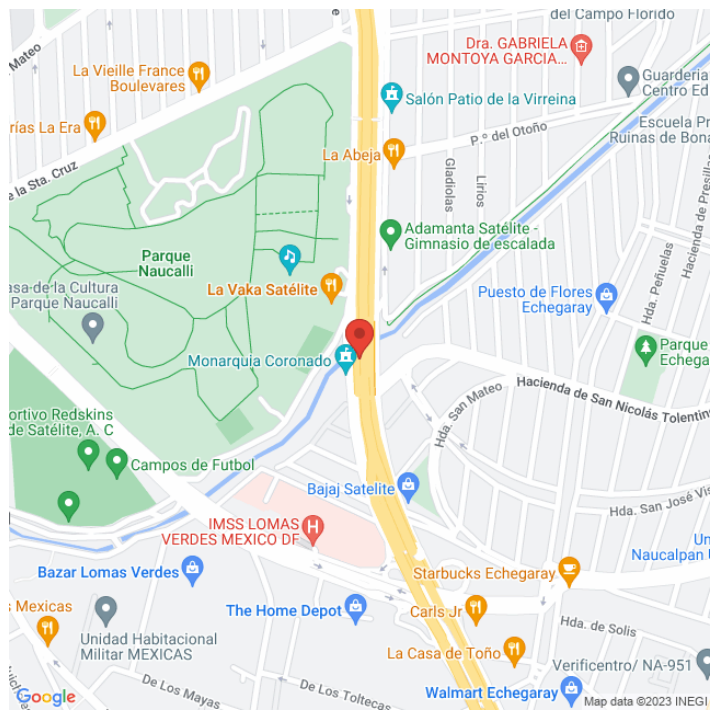 del Campo Florido
Mateo
La Vieille France
Boulevares
Dra. GABRIELA
MONTOYA GARCIA...
Guarderia
Centro Ed
Salón Patio de la Virreina
rías La Era
Escuela Pr
Ruinas de Bona
P.º del Otoño
La Abeja
e la Sta. Cruz
Gladiolas
Lirios
Hacienda de Presillas
Adamanta Satélite -
Gimnasio de escalada
Parque
Naucalli
Hda. Peñuelas
asa de la Cultura
Parque Naucalli
La Vaka Satélite
Puesto de Flores
Echegaray
Monarquia Coronado
Parque
Echega
Hacienda de San Nicolás Tolentino
Hda. San Mateo
portivo Redskins
de Satélite, A. C
Campos de Futbol
Bajaj Satelite
Hda. San José Vis
IMSS LOMAS
VERDES MEXICO DF
H
Un
Naucalpan U
Bazar Lomas Verdes
Starbucks Echegaray
s Mexicas
The Home Depot
Carls Jr
Unidad Habitacional
Militar MEXICAS
Hda. de Solis
La Casa de Toño
Verificentro/ NA-951
De Los Mayas
De Los Toltecas
Walmart Echegaray
Google
Map data ©2023 INEGI